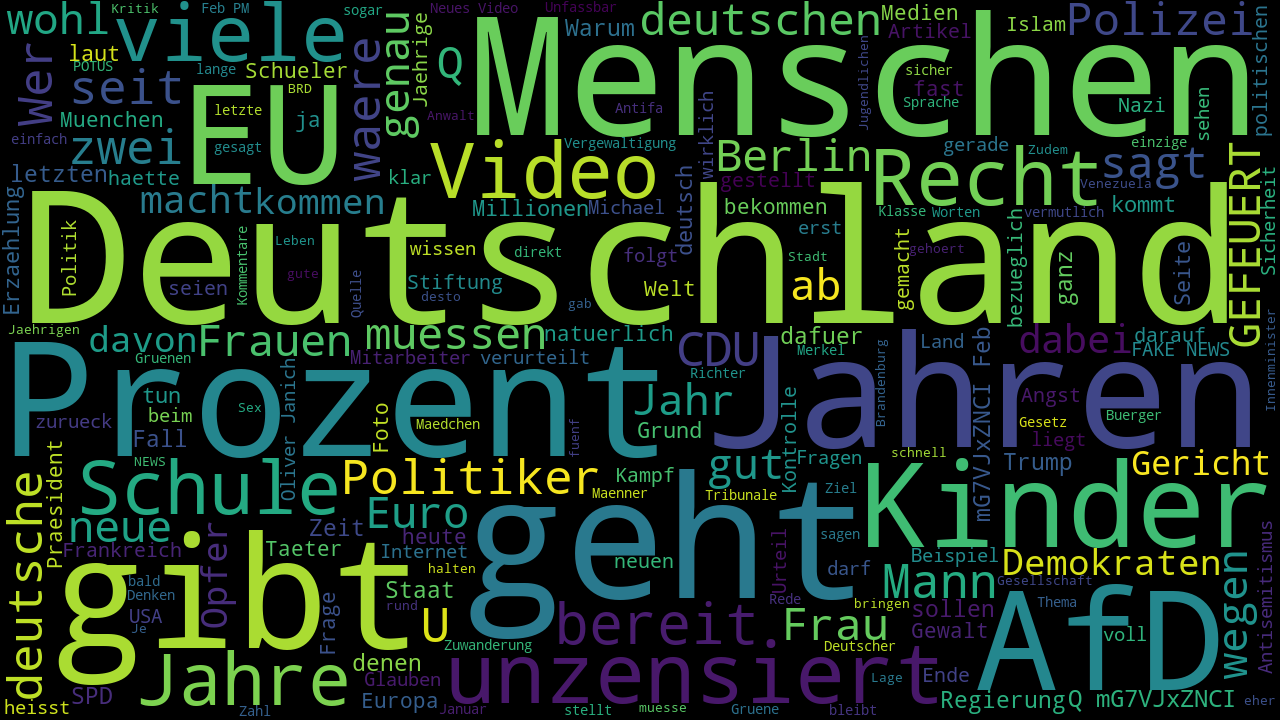 wohl
Kritik
Feb PM
viele
sogar
Neues Video
Unfassbar
Warum
deutschen
Medien
Artikel
Islam
Polizei
laut
POTUS
lange
Schueler
Wer
seit
waere
genau
Jaehrige
Q
Menschen
politischen
BRD
letzte
EU
ja
Muenchen
einfach
zwei
gesagt
Anwalt
Antifa
Vergewaltigung
wirklich
Jugendlichen
sicher
Sprache
fast
Nazi
sehen
letzten
haette
klar
Video
Berlin
gerade
Zudem
einzige
Recht
sagt
gestellt
Venezuela
macht
kommen
Millionen
Michael
deutsch
bekommen
Klasse
Worten
vermutlich
kommt
Erzaehlung
Politik
Deutschland
seien
Kommentare
Leben
gute
Quelle
wissen
Stiftung
desto
direkt
gab
folgt
Welt
erst
Stadt
ab
gemacht
gehoert
bezueglich
ganz
Seite
GEFEUERT
Sicherheit
Jaehrigen
davon
Gruenen
Frauen
muessen
natuerlich
Mitarbeiter
verurteilt
CDU
dafuer
Merkel
Richter
Land
dabei
darauf
FAKE NEWS
Innenminister
Prozent
Jahren
tun
beim
zurueck
Fall
Sex
Oliver Janich
Foto
Maedchen
fuenf
Jahr
Grund
Kontrolle
Brandenburg
mG7VJxZNCI Feb
Angst
Gesetz
Buerger
liegt
NEWS
Schule
Politiker
Kampf
Maenner
gut
Fragen
Tribunale
Ziel
schnell
Trump
Gericht
Kinder
deutsche
Praesident
neue
Frankreich
Opfer
Zeit
Euro
heute
Taeter
Internet
halten
Staat
rund
neuen
geht
sagen
Urteil
darf
Beispiel
Demokraten
Gesellschaft
Antisemitismus
gibt
bald
Denken
USA
Je
Frage
U
bereit
Zuwanderung
Rede
Frau
bringen
Deutscher
Mann
sollen
Gewalt
Thema
voll
AfD
wegen
heisst
SPD
Jahre
Zahl
denen
Glauben
Europa
Januar
unzensiert
stellt
muesse
Gruene
Lage
bleibt
Ende
Regierung
Q mG7VJxZNCI
eher